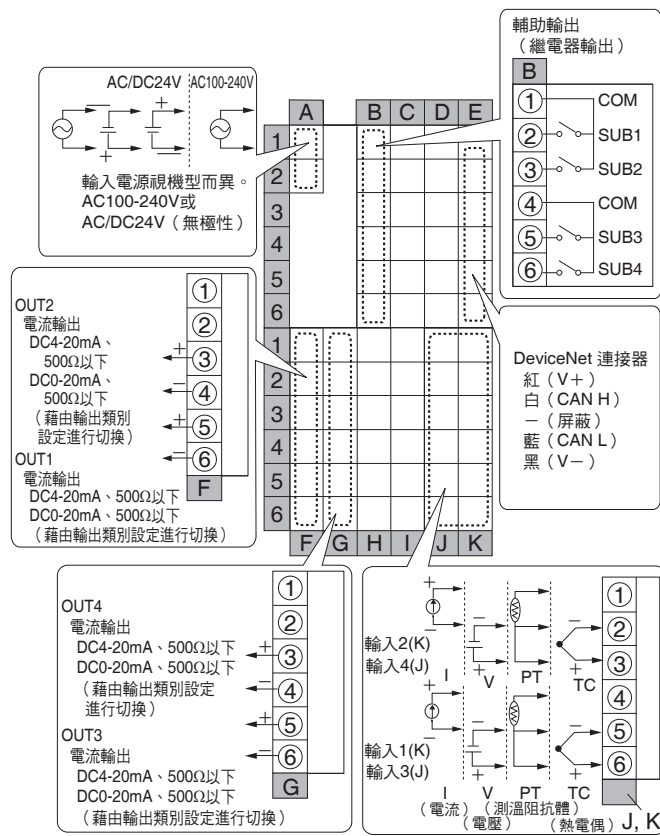 AC/DC24V AC100-240V
+
+
輸入電源視機型而異。
AC100-240V或
AC/DC24V（無極性）
A B C D E
1
2
3
4
5
6
1
2
3
4
5
6
F G H I J K
輔助輸出
（繼電器輸出）
B
① COM
② SUB1
③ SUB2
④ COM
⑤ SUB3
⑥ SUB4
DeviceNet 連接器
紅（V+）
白（CAN H）
－（屏蔽）
藍（CAN L）
黑（V－）
OUT2
電流輸出
DC4-20mA、
500Ω以下
DC0-20mA、
500Ω以下
（藉由輸出類別
設定進行切換）
OUT1
電流輸出
DC4-20mA、500Ω以下
DC0-20mA、500Ω以下
（藉由輸出類別設定進行切換）
①
②
+ ③
− ④
+ ⑤
− ⑥
F
OUT4
電流輸出
DC4-20mA、500Ω以下
DC0-20mA、500Ω以下
（藉由輸出類別設定
進行切換）
OUT3
電流輸出
DC4-20mA、500Ω以下
DC0-20mA、500Ω以下
（藉由輸出類別設定進行切換）
①
②
+ ③
− ④
+ ⑤
− ⑥
G
輸入2(K)
輸入4(J)
+ − I − + V PT − + TC
輸入1(K)
輸入3(J)
+ − I − + V PT − + TC
（電流）
（電壓）
（測溫阻抗體）
（熱電偶）
①
②
③
④
⑤
⑥
J, K